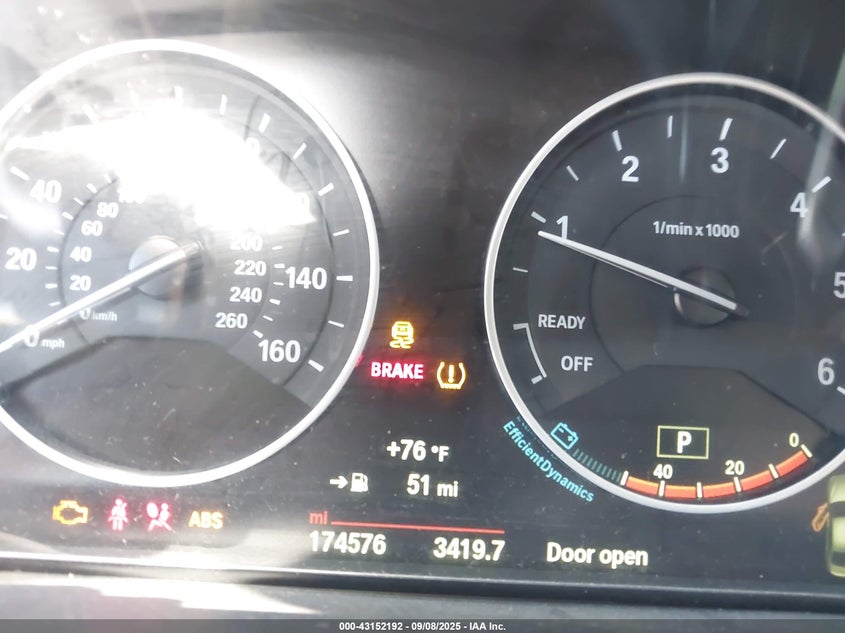 40
20
0 mph
80
60
40
20
0 km/h
200
220
240
260
140
160
1
2
3
4
5
6
1/min x 1000
READY
OFF
BRAKE
+76 °F
51 mi
ABS
mi
174576 3419.7
Door open
EfficientDynamics
P
40 20 0
000-43152192 - 09/08/2025 - IAA Inc.